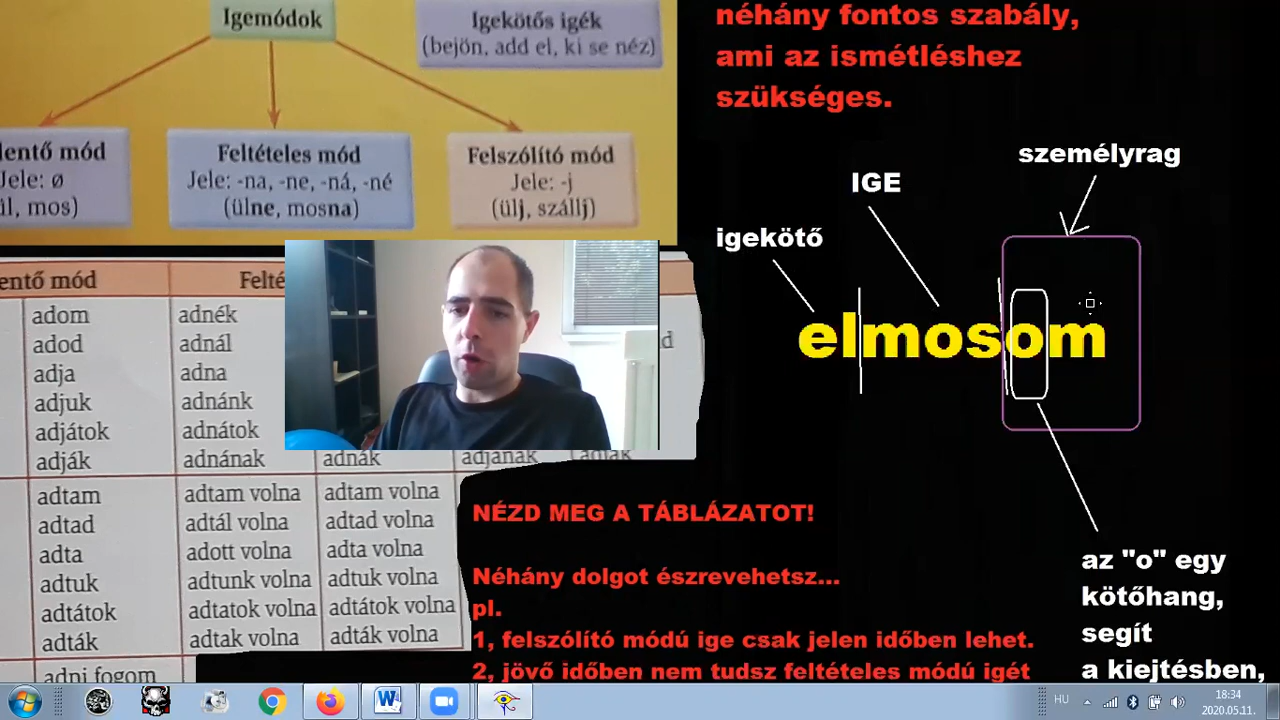 Igemódok
Igekötős igék
(bejön, add el, ki se néz)
lentő mód
Jele: ø
ül, mos)
Feltételes mód
Jele: -na, -ne, -ná, -né
(ülne, mosna)
Felszólító mód
Jele: -j
(ülj, szállj)
néhány fontos szabály,
ami az ismétléshez
szükséges.
személyrag
IGE
igekötő
elmosom
az "o" egy
kötőhang,
segít
a kiejtésben,
entő mód
Felté
adom
adnék
adod
adnál
d
adja
adna
adjuk
adnánk
adjátok
adnátok
adják
adnának
adnák
adjanak
adtam
adtam volna
adtam volna
adtad
adtál volna
adtad volna
adta
adott volna
adta volna
adtuk
adtunk volna
adtuk volna
adtátok
adtatok volna
adtátok volna
adták
adtak volna
adták volna
adni fogom
NÉZD MEG A TÁBLÁZATOT!
Néhány dolgot észrevehetsz...
pl.
1, felszólító módú ige csak jelen időben lehet.
2, jövő időben nem tudsz feltételes módú igét
HU
18:34
2020.05.11.